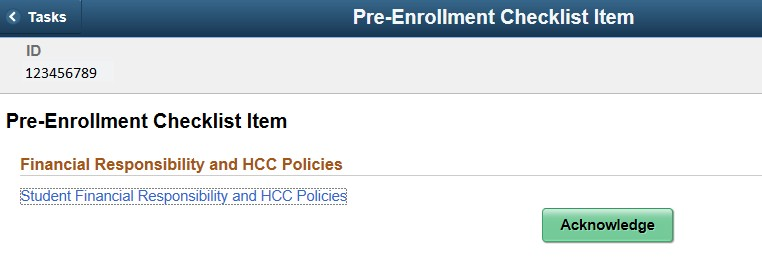 Tasks
Pre-Enrollment Checklist Item
ID
123456789
Pre-Enrollment Checklist Item
Financial Responsibility and HCC Policies
Student Financial Responsibility and HCC Policies
Acknowledge